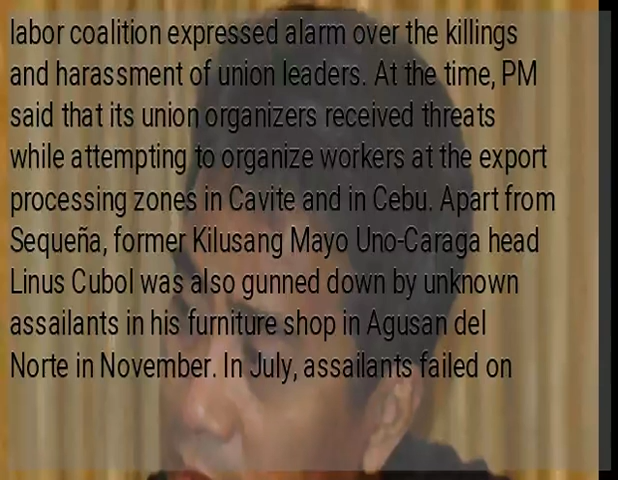 labor coalition expressed alarm over the killings
and harassment of union leaders. At the time, PM
said that its union organizers received threats
while attempting to organize workers at the export
processing zones in Cavite and in Cebu. Apart from
Sequeña, former Kilusang Mayo Uno-Caraga head
Linus Cubol was also gunned down by unknown
assailants in his furniture shop in Agusan del
Norte in November. In July, assailants failed on